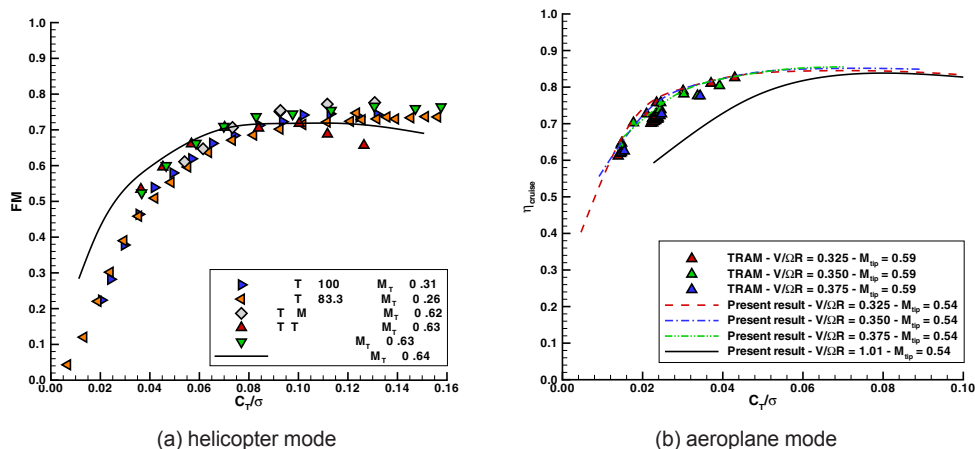 FM
1.0
0.9
0.8
0.7
0.6
0.5
0.4
0.3
0.2
0.1
0.0
T 100 M_T 0.31
T 83.3 M_T 0.26
T M M_T 0.62
T T M_T 0.63
M_T 0.63
M_T 0.64
0.00 0.02 0.04 0.06 0.08 0.10 0.12 0.14 0.16
C_T/σ
(a) helicopter mode
η_cruise
1.0
0.9
0.8
0.7
0.6
0.5
0.4
0.3
0.2
0.1
0.0
TRAM - V/ΩR = 0.325 - M_tip = 0.59
TRAM - V/ΩR = 0.350 - M_tip = 0.59
TRAM - V/ΩR = 0.375 - M_tip = 0.59
Present result - V/ΩR = 0.325 - M_tip = 0.54
Present result - V/ΩR = 0.350 - M_tip = 0.54
Present result - V/ΩR = 0.375 - M_tip = 0.54
Present result - V/ΩR = 1.01 - M_tip = 0.54
0.00 0.02 0.04 0.06 0.08 0.10
C_T/σ
(b) aeroplane mode